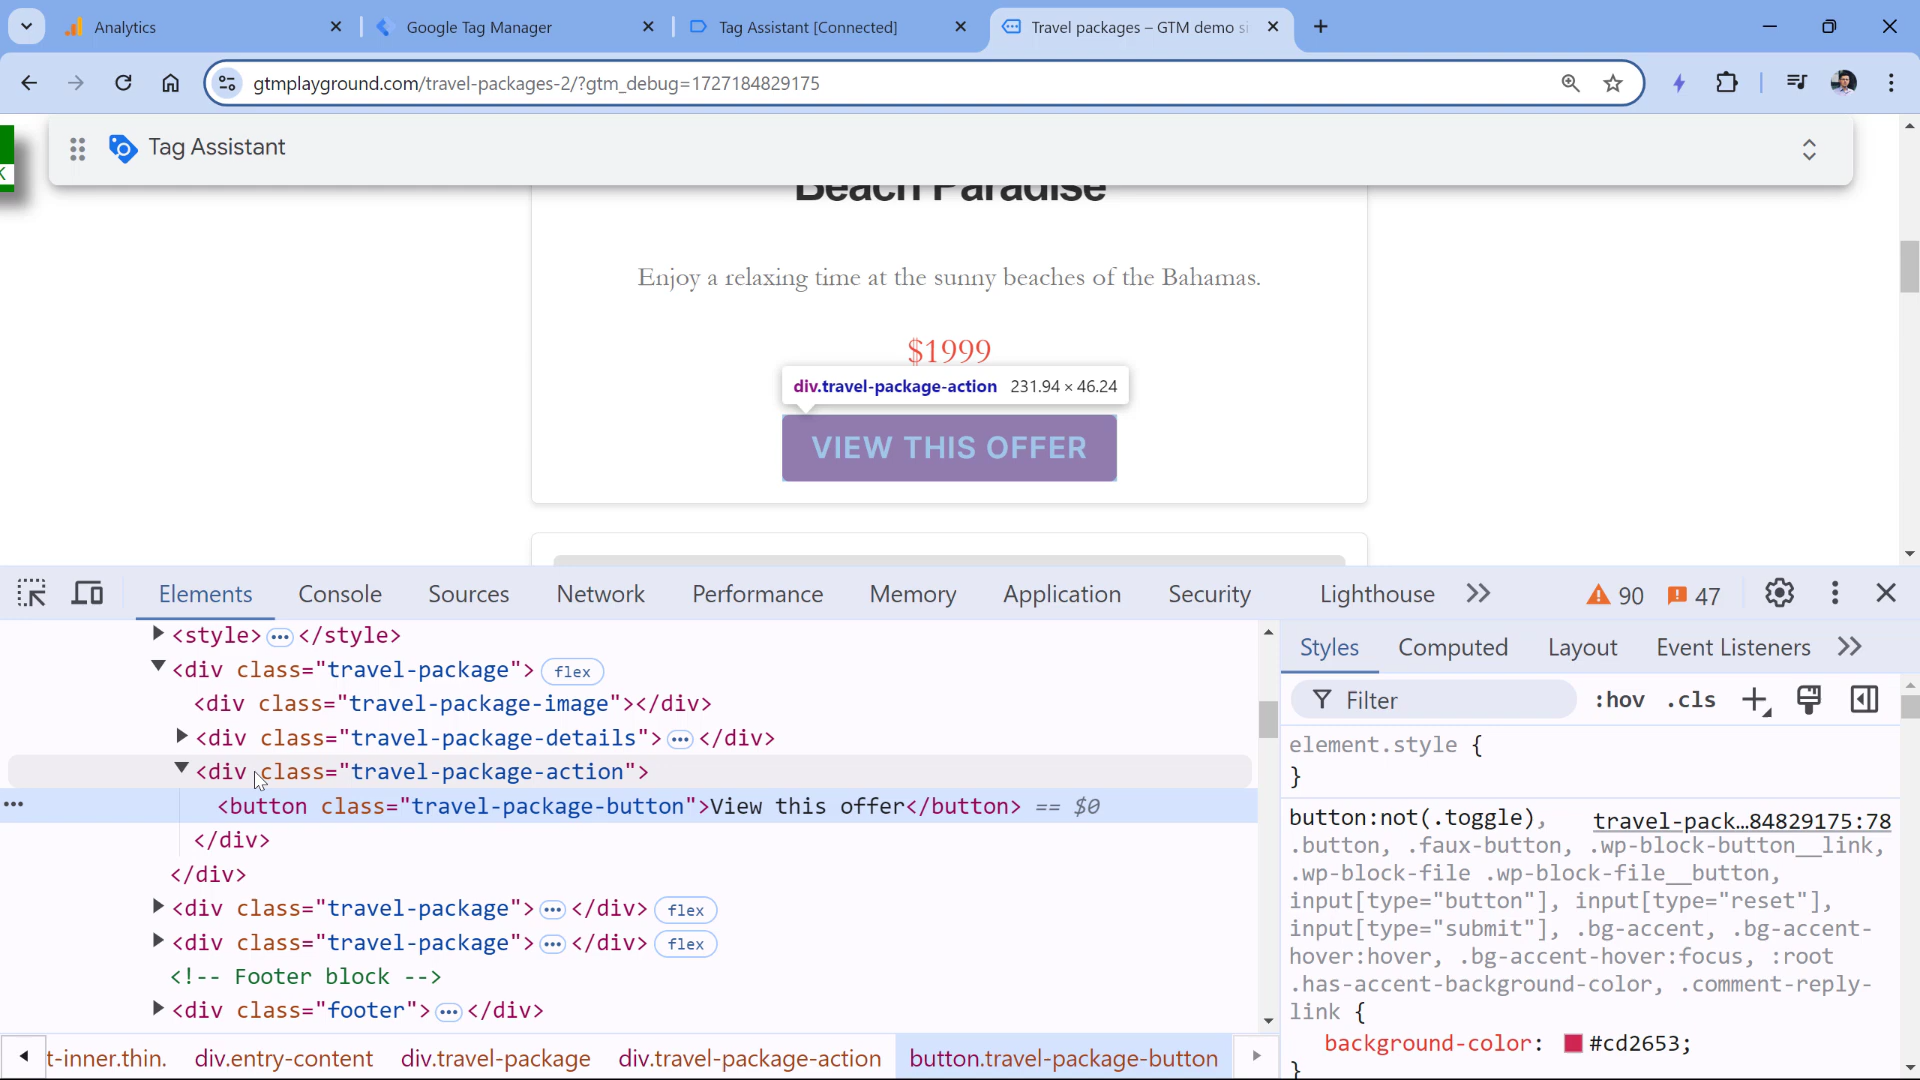 Analytics
Google Tag Manager
Tag Assistant [Connected]
Travel packages – GTM demo si
gtmplayground.com/travel-packages-2/?gtm_debug=1727184829175
K
Tag Assistant
Beach Paradise
Enjoy a relaxing time at the sunny beaches of the Bahamas.
$1999
div.travel-package-action 231.94 × 46.24
VIEW THIS OFFER
Elements Console Sources Network Performance Memory Application Security Lighthouse 90 47
<style>•••</style>
<div class="travel-package"> flex
<div class="travel-package-image"></div>
<div class="travel-package-details">•••</div>
<div class="travel-package-action">
••• <button class="travel-package-button">View this offer</button> == $0
</div>
</div>
<div class="travel-package">•••</div> flex
<div class="travel-package">•••</div> flex
<!-- Footer block -->
<div class="footer">•••</div>
t-inner.thin. div.entry-content div.travel-package div.travel-package-action button.travel-package-button
Styles Computed Layout Event Listeners
Filter :hov .cls
element.style {
}
button:not(.toggle), travel-pack…84829175:78
.button, .faux-button, .wp-block-button__link,
.wp-block-file .wp-block-file__button,
input[type="button"], input[type="reset"],
input[type="submit"], .bg-accent, .bg-accent-
hover:hover, .bg-accent-hover:focus, :root
.has-accent-background-color, .comment-reply-
link {
background-color: #cd2653;
}